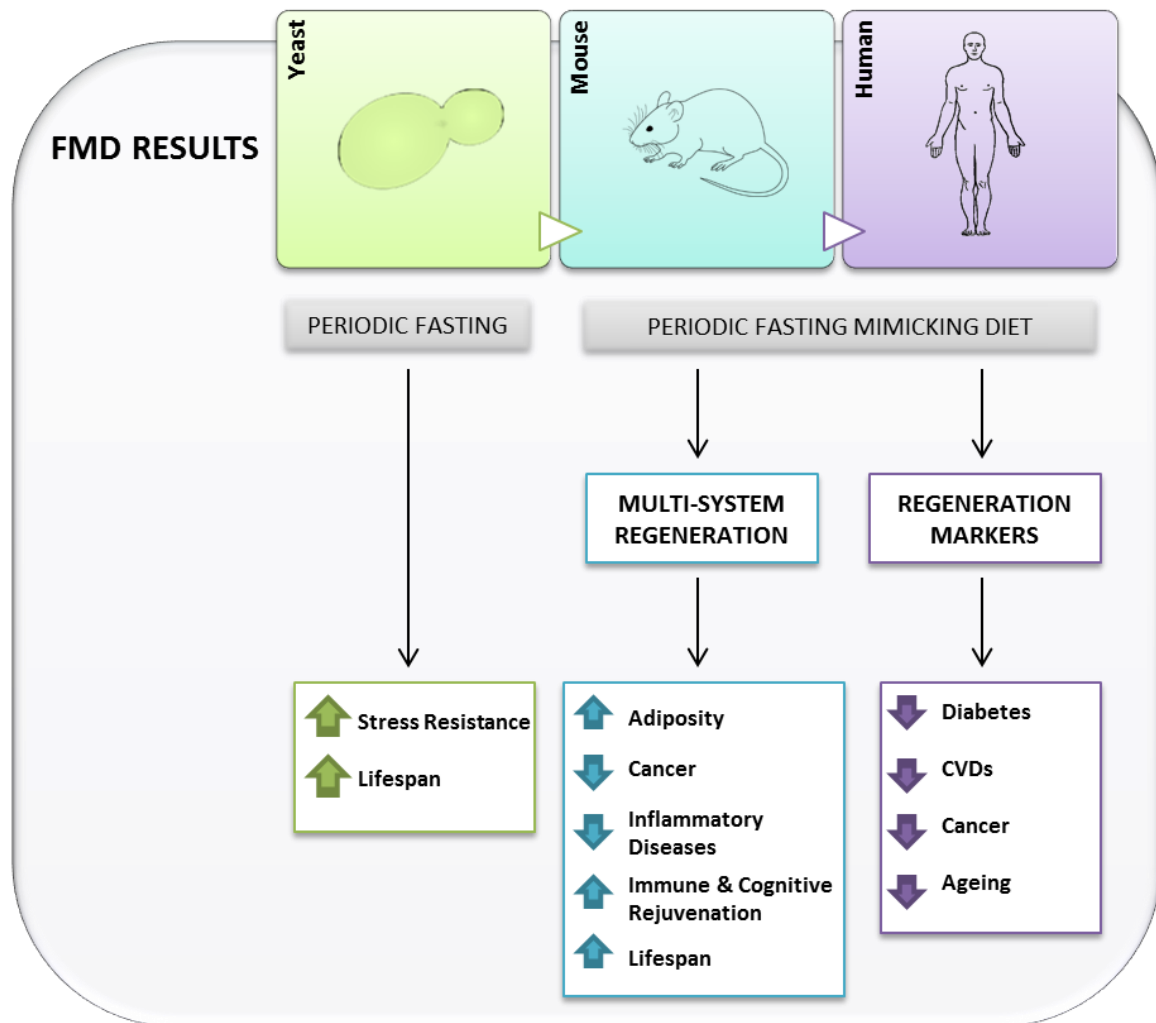 Yeast
Mouse
Human
FMD RESULTS
PERIODIC FASTING
PERIODIC FASTING MIMICKING DIET
MULTI-SYSTEM
REGENERATION
REGENERATION
MARKERS
Stress Resistance
Lifespan
Adiposity
Cancer
Inflammatory
Diseases
Immune & Cognitive
Rejuvenation
Lifespan
Diabetes
CVDs
Cancer
Ageing